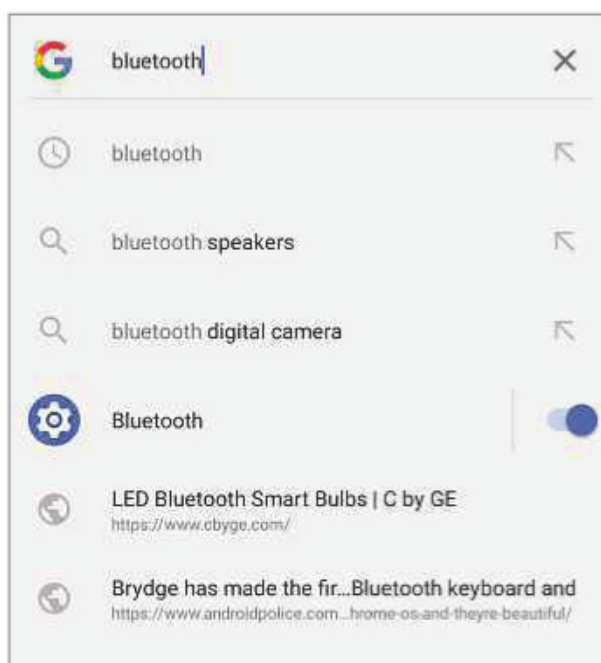 bluetooth
bluetooth
bluetooth speakers
bluetooth digital camera
Bluetooth
LED Bluetooth Smart Bulbs | C by GE
https://www.cbyge.com/
Brydge has made the fir...Bluetooth keyboard and
https://www.androidpolice.com...hrome-os-and-theyre-beautiful/